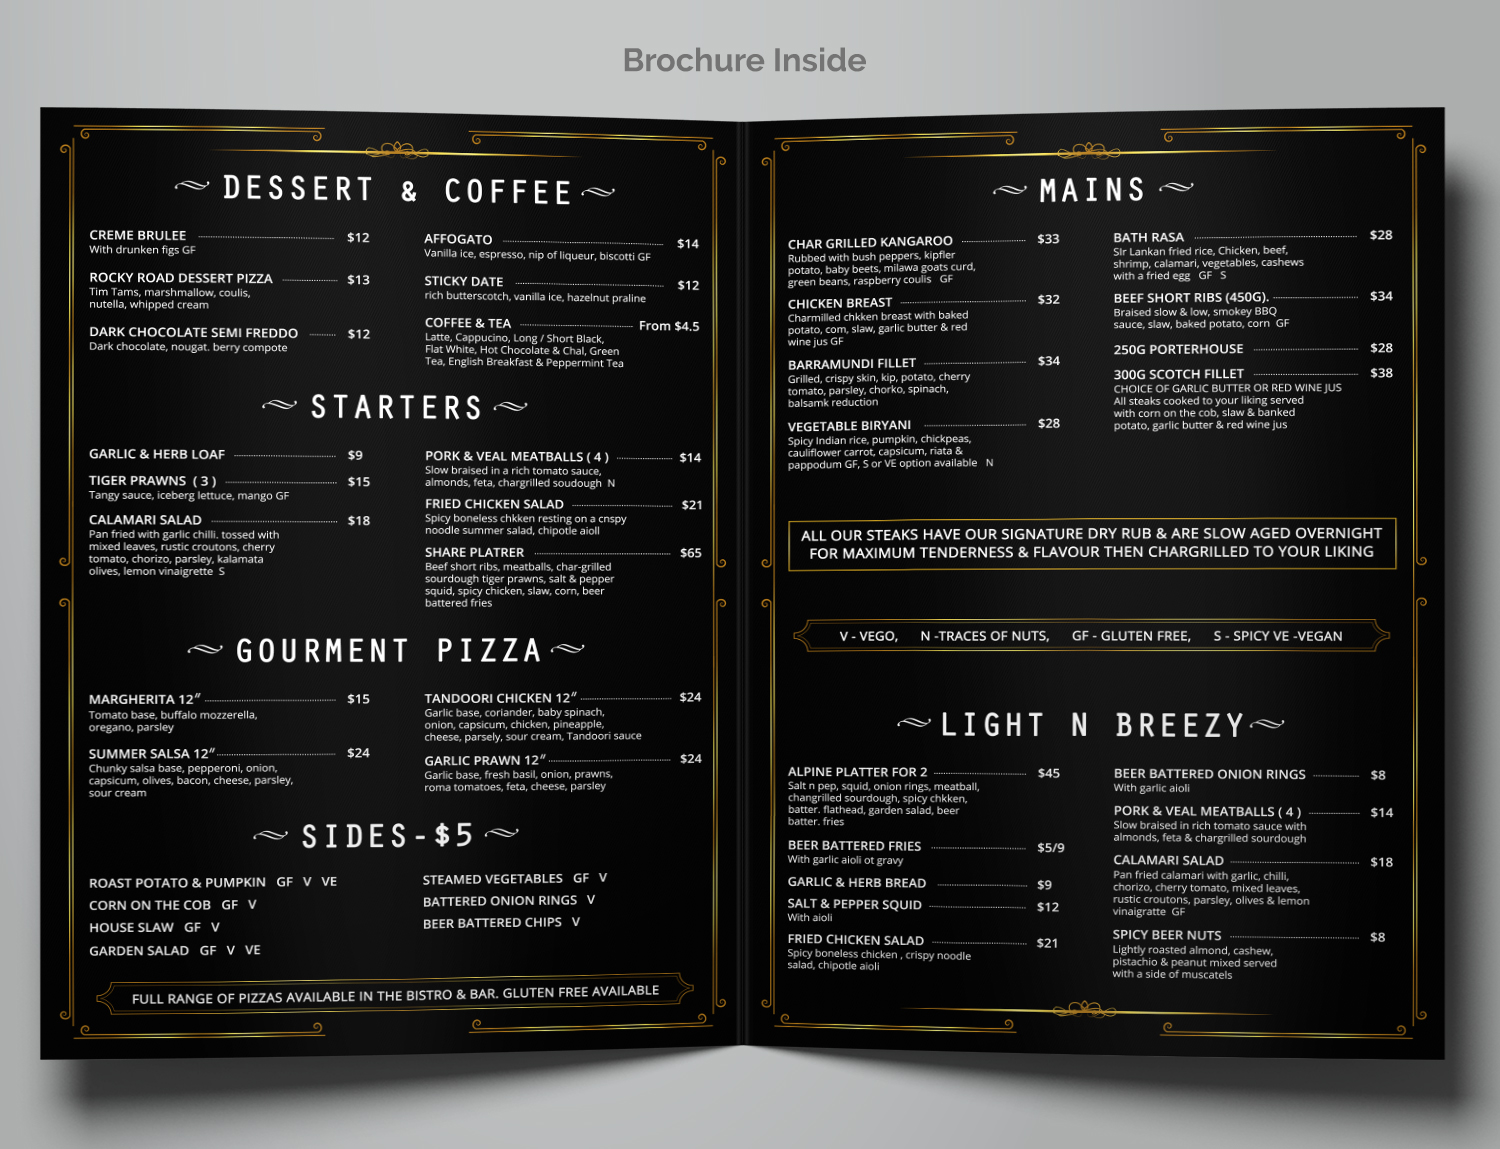 Brochure Inside
DESSERT & COFFEE
CREME BRULEE $12
With drunken figs GF
ROCKY ROAD DESSERT PIZZA $13
Tim Tams, marshmallow, coulis,
nutella, whipped cream
DARK CHOCOLATE SEMI FREDDO $12
Dark chocolate, nougat. berry compote
AFFOGATO $14
Vanilla ice, espresso, nip of liqueur, biscotti GF
STICKY DATE $12
rich butterscotch, vanilla ice, hazelnut praline
COFFEE & TEA From $4.5
Latte, Cappucino, Long / Short Black,
Flat White, Hot Chocolate & Chal, Green
Tea, English Breakfast & Peppermint Tea
STARTERS
GARLIC & HERB LOAF $9
TIGER PRAWNS ( 3 ) $15
Tangy sauce, iceberg lettuce, mango GF
CALAMARI SALAD $18
Pan fried with garlic chilli. tossed with
mixed leaves, rustic croutons, cherry
tomato, chorizo, parsley, kalamata
olives, lemon vinaigrette S
PORK & VEAL MEATBALLS ( 4 ) $14
Slow braised in a rich tomato sauce,
almonds, feta, chargrilled soudough N
FRIED CHICKEN SALAD $21
Spicy boneless chkken resting on a cnspy
noodle summer salad, chipotle aioll
SHARE PLATRER $65
Beef short ribs, meatballs, char-grilled
sourdough tiger prawns, salt & pepper
squid, spicy chicken, slaw, corn, beer
battered fries
GOURMENT PIZZA
MARGHERITA 12" $15
Tomato base, buffalo mozzerella,
oregano, parsley
SUMMER SALSA 12" $24
Chunky salsa base, pepperoni, onion,
capsicum, olives, bacon, cheese, parsley,
sour cream
TANDOORI CHICKEN 12" $24
Garlic base, coriander, baby spinach,
onion, capsicum, chicken, pineapple,
cheese, parsely, sour cream, Tandoori sauce
GARLIC PRAWN 12" $24
Garlic base, fresh basil, onion, prawns,
roma tomatoes, feta, cheese, parsley
SIDES-$5
ROAST POTATO & PUMPKIN GF V VE
CORN ON THE COB GF V
HOUSE SLAW GF V
GARDEN SALAD GF V VE
STEAMED VEGETABLES GF V
BATTERED ONION RINGS V
BEER BATTERED CHIPS V
FULL RANGE OF PIZZAS AVAILABLE IN THE BISTRO & BAR. GLUTEN FREE AVAILABLE
MAINS
CHAR GRILLED KANGAROO $33
Rubbed with bush peppers, kipfler
potato, baby beets, milawa goats curd,
green beans, raspberry coulis GF
CHICKEN BREAST $32
Charmilled chkken breast with baked
potato, com, slaw, garlic butter & red
wine jus GF
BARRAMUNDI FILLET $34
Grilled, crispy skin, kip, potato, cherry
tomato, parsley, chorko, spinach,
balsamk reduction
VEGETABLE BIRYANI $28
Spicy Indian rice, pumpkin, chickpeas,
cauliflower carrot, capsicum, riata &
pappodum GF, S or VE option available N
BATH RASA $28
SIr Lankan fried rice, Chicken, beef,
shrimp, calamari, vegetables, cashews
with a fried egg GF S
BEEF SHORT RIBS (450G). $34
Braised slow & low, smokey BBQ
sauce, slaw, baked potato, corn GF
250G PORTERHOUSE $28
300G SCOTCH FILLET $38
CHOICE OF GARLIC BUTTER OR RED WINE JUS
All steaks cooked to your liking served
with corn on the cob, slaw & banked
potato, garlic butter & red wine jus
ALL OUR STEAKS HAVE OUR SIGNATURE DRY RUB & ARE SLOW AGED OVERNIGHT
FOR MAXIMUM TENDERNESS & FLAVOUR THEN CHARGRILLED TO YOUR LIKING
V - VEGO, N -TRACES OF NUTS, GF - GLUTEN FREE, S - SPICY VE -VEGAN
LIGHT N BREEZY
ALPINE PLATTER FOR 2 $45
Salt n pep, squid, onion rings, meatball,
changrilled sourdough, spicy chkken,
batter. flathead, garden salad, beer
batter. fries
BEER BATTERED FRIES $5/9
With garlic aioli ot gravy
GARLIC & HERB BREAD $9
SALT & PEPPER SQUID $12
With aioli
FRIED CHICKEN SALAD $21
Spicy boneless chicken , crispy noodle
salad, chipotle aioli
BEER BATTERED ONION RINGS $8
With garlic aioli
PORK & VEAL MEATBALLS ( 4 ) $14
Slow braised in rich tomato sauce with
almonds, feta & chargrilled sourdough
CALAMARI SALAD $18
Pan fried calamari with garlic, chilli,
chorizo, cherry tomato, mixed leaves,
rustic croutons, parsley, olives & lemon
vinaigratte GF
SPICY BEER NUTS $8
Lightly roasted almond, cashew,
pistachio & peanut mixed served
with a side of muscatels